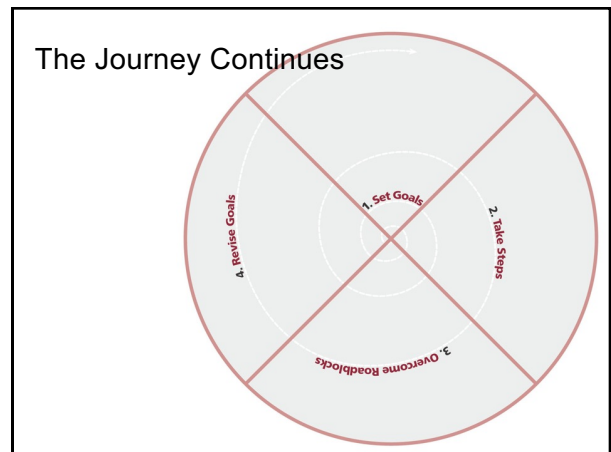 The Journey Continues
1. Set Goals
2. Take Steps
3. Overcome Roadblocks
4. Revise Goals